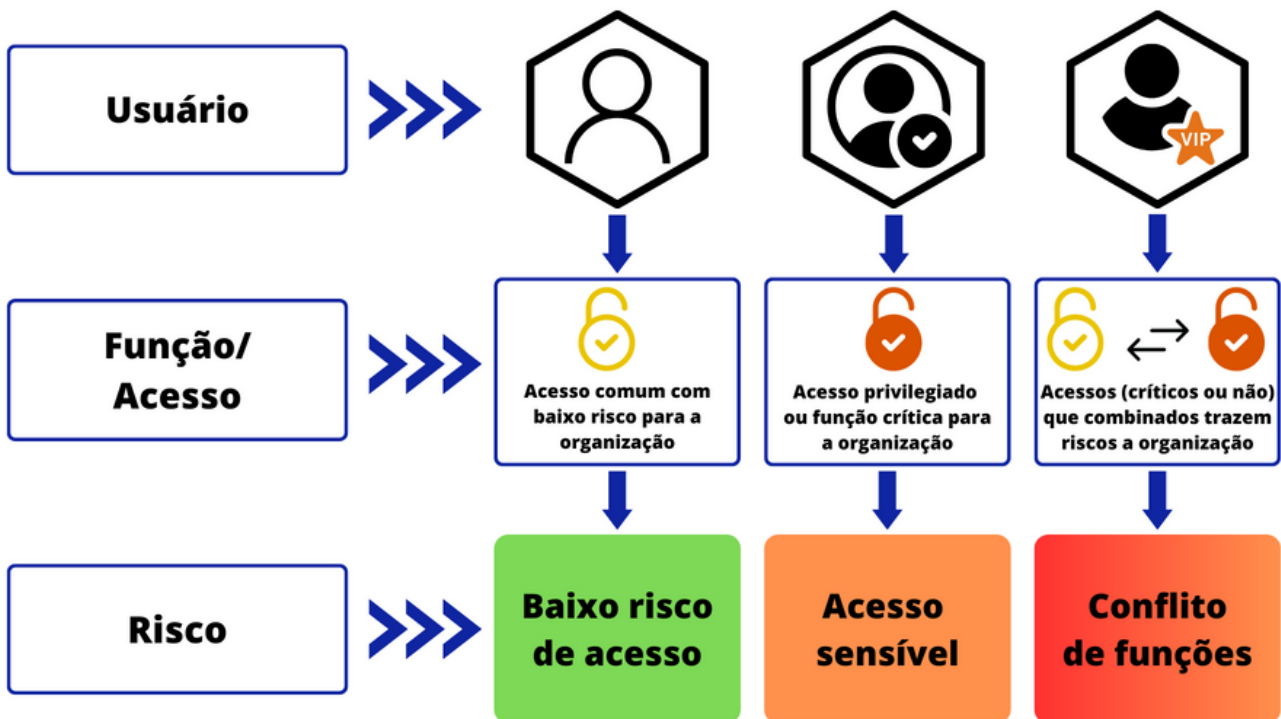 Usuário
VIP
Função/
Acesso
Acesso comum com
baixo risco para a
organização
Acesso privilegiado
ou função crítica para
a organização
Acessos (críticos ou não)
que combinados trazem
riscos a organização
Risco
Baixo risco
de acesso
Acesso
sensível
Conflito
de funções